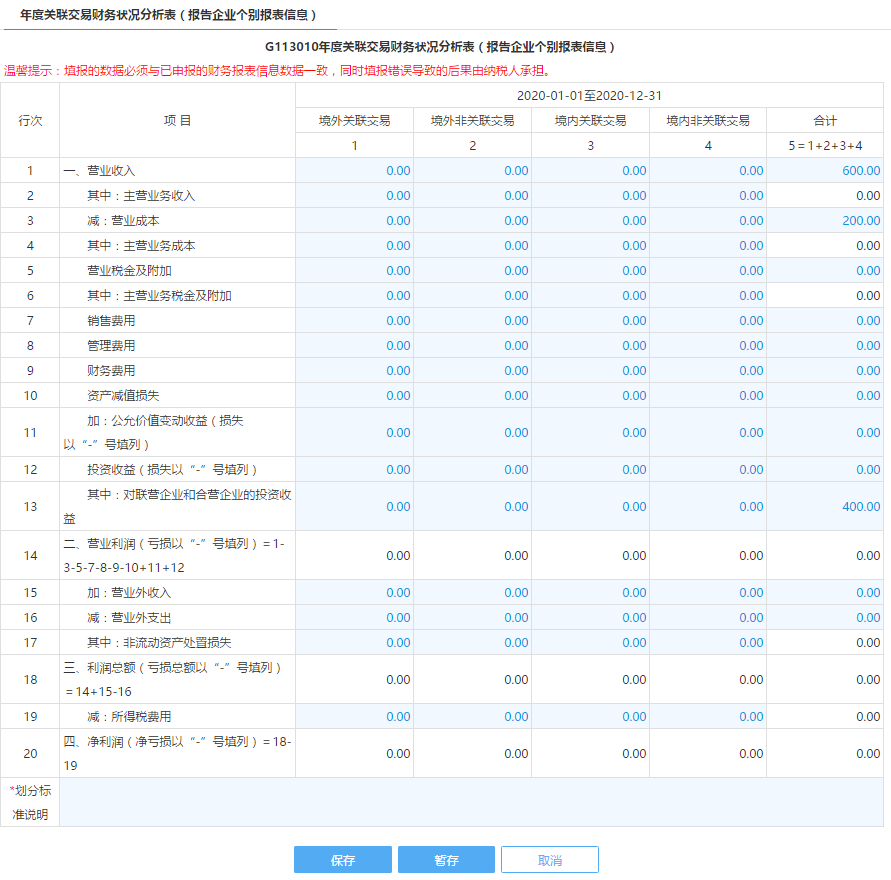 年度关联交易财务状况分析表（报告企业个别报表信息）
G113010年度关联交易财务状况分析表（报告企业个别报表信息）
温馨提示：填报的数据必须与已申报的财务报表信息数据一致，同时填报错误导致的后果由纳税人承担。
行次 项 目 2020-01-01至2020-12-31
境外关联交易 境外非关联交易 境内关联交易 境内非关联交易 合计
1 2 3 4 5＝1+2+3+4
1 一、营业收入 0.00 0.00 0.00 0.00 600.00
2 其中：主营业务收入 0.00 0.00 0.00 0.00 0.00
3 减：营业成本 0.00 0.00 0.00 0.00 200.00
4 其中：主营业务成本 0.00 0.00 0.00 0.00 0.00
5 营业税金及附加 0.00 0.00 0.00 0.00 0.00
6 其中：主营业务税金及附加 0.00 0.00 0.00 0.00 0.00
7 销售费用 0.00 0.00 0.00 0.00 0.00
8 管理费用 0.00 0.00 0.00 0.00 0.00
9 财务费用 0.00 0.00 0.00 0.00 0.00
10 资产减值损失 0.00 0.00 0.00 0.00 0.00
加：公允价值变动收益（损失
11 以“-”号填列） 0.00 0.00 0.00 0.00 0.00
12 投资收益（损失以“-”号填列） 0.00 0.00 0.00 0.00 0.00
其中：对联营企业和合营企业的投资收
13 益 0.00 0.00 0.00 0.00 400.00
二、营业利润（亏损以“-”号填列）＝1-
14 3-5-7-8-9-10+11+12 0.00 0.00 0.00 0.00 0.00
15 加：营业外收入 0.00 0.00 0.00 0.00 0.00
16 减：营业外支出 0.00 0.00 0.00 0.00 0.00
17 其中：非流动资产处置损失 0.00 0.00 0.00 0.00 0.00
三、利润总额（亏损总额以“-”号填列）
18 ＝14+15-16 0.00 0.00 0.00 0.00 0.00
19 减：所得税费用 0.00 0.00 0.00 0.00 0.00
四、净利润（净亏损以“-”号填列）＝18-
20 19 0.00 0.00 0.00 0.00 0.00
*划分标
准说明
保存 暂存 取消